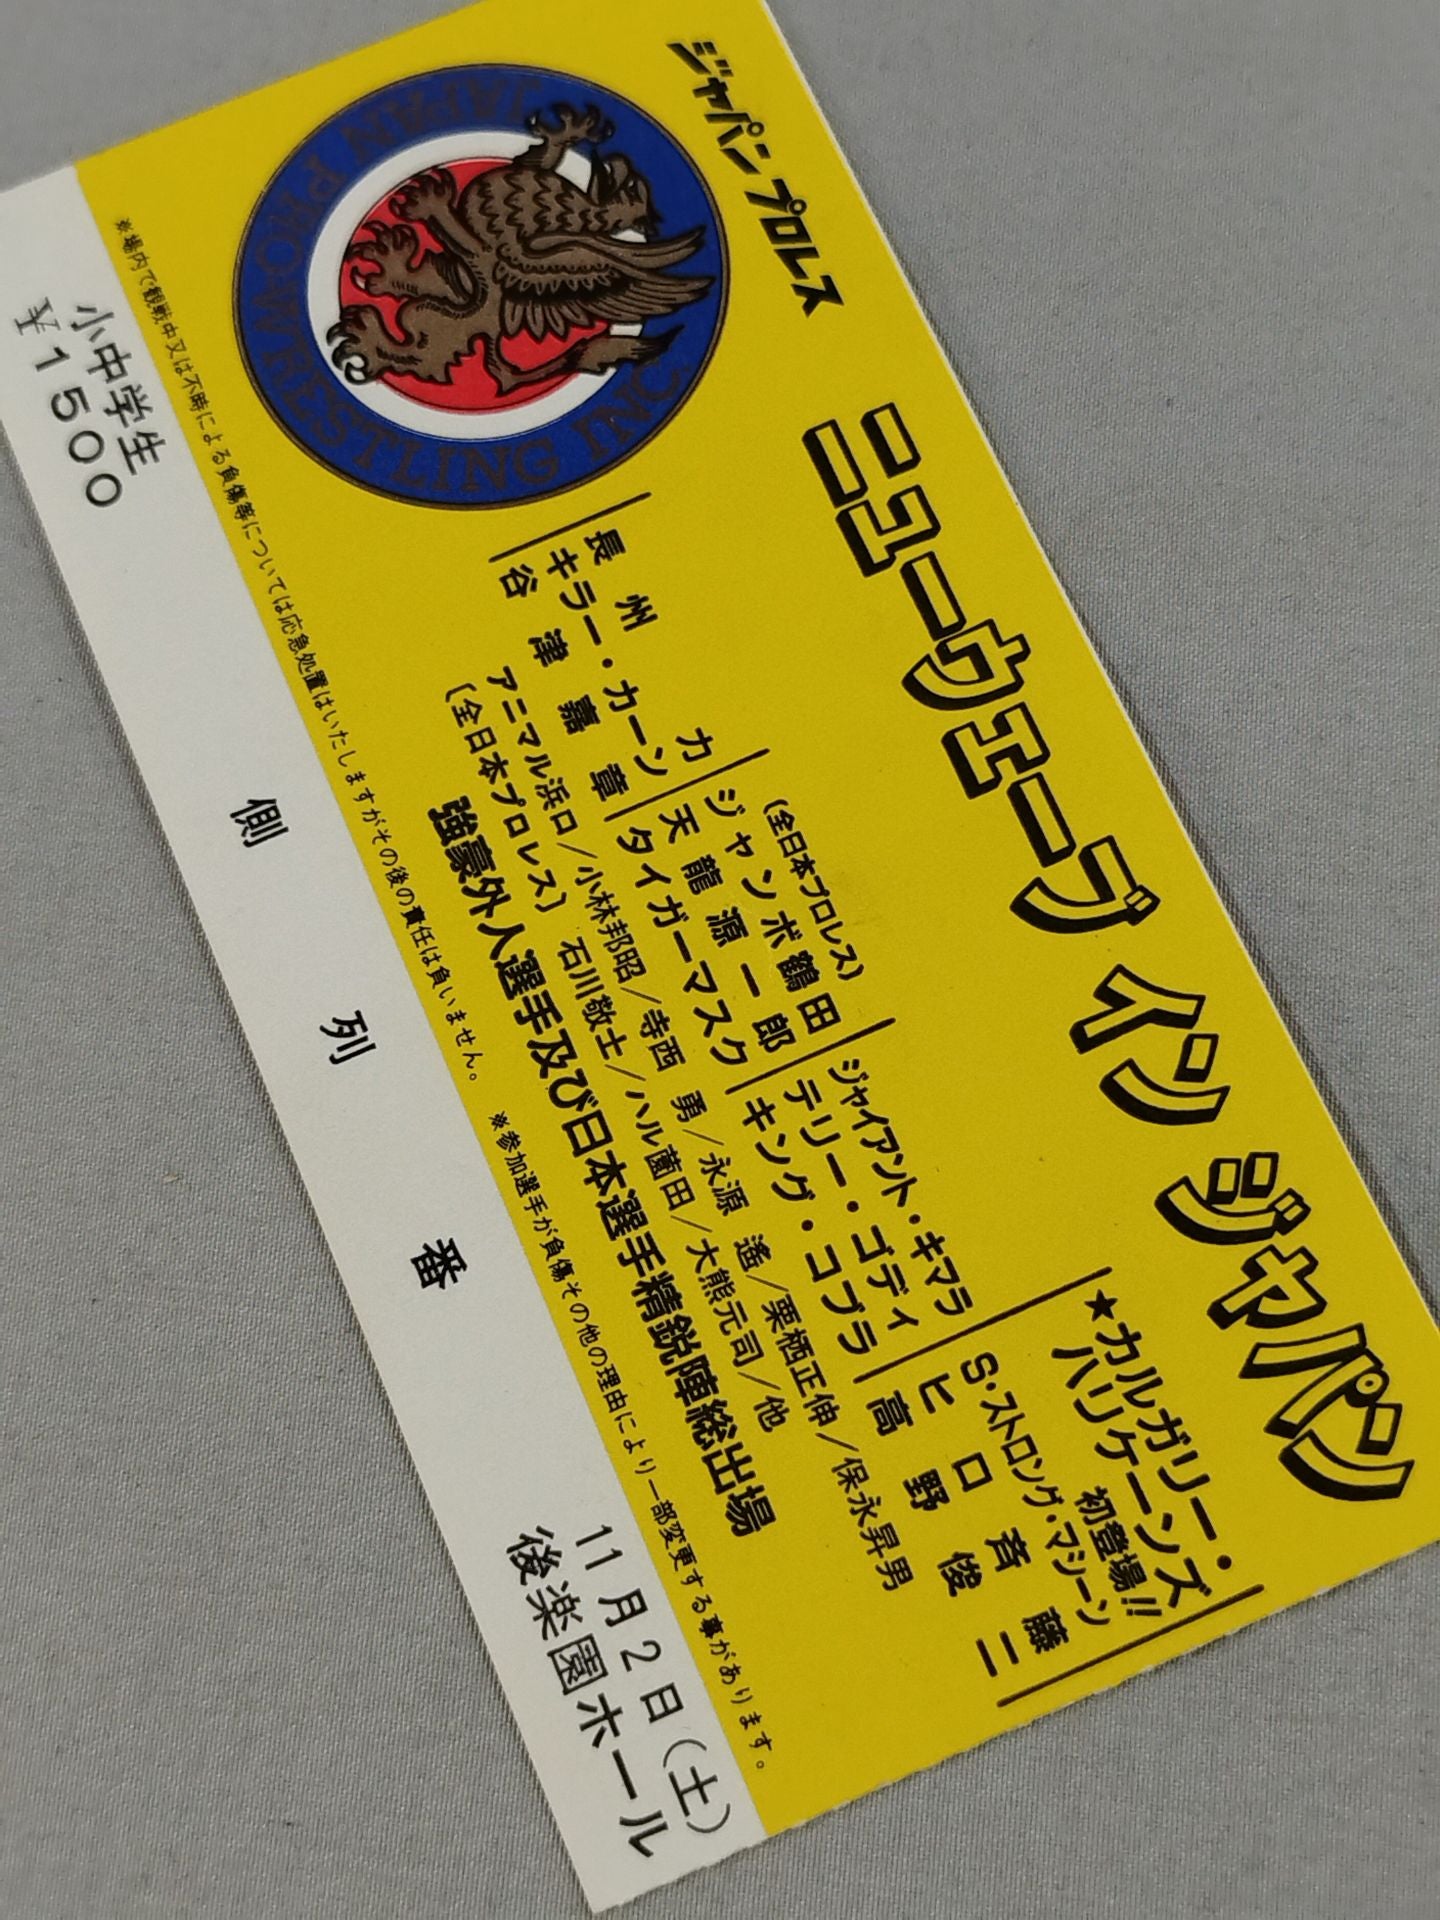 ジャパンプロレス
ニューウェーブ イン ジャパン
JAPAN PRO-WRESTLING INC.
長州 力
キラー・カーン
谷津嘉章
(全日本プロレス)
ジャンボ鶴田
天龍源一郎
タイガーマスク
ジャイアント・キマラ
テリー・ゴディ
キング・コブラ
★カルガリー・
ハリケーンズ
初登場!!
S・ストロング・マシーン
ヒロ斉藤
高野俊二
アニマル浜口/小林邦昭/寺西 勇/永源 遙/栗栖正伸/保永昇男
(全日本プロレス) 石川敬士/ハル薗田/大熊元司/他
強豪外人選手及び日本選手精鋭陣総出場
※場内で観戦中又は不時による負傷等については応急処置はいたしますがその後の責任は負いません。 ※参加選手が負傷その他の理由により一部変更する事があります。
小中学生
¥1500
側 列 番
11月2日(土)
後楽園ホール